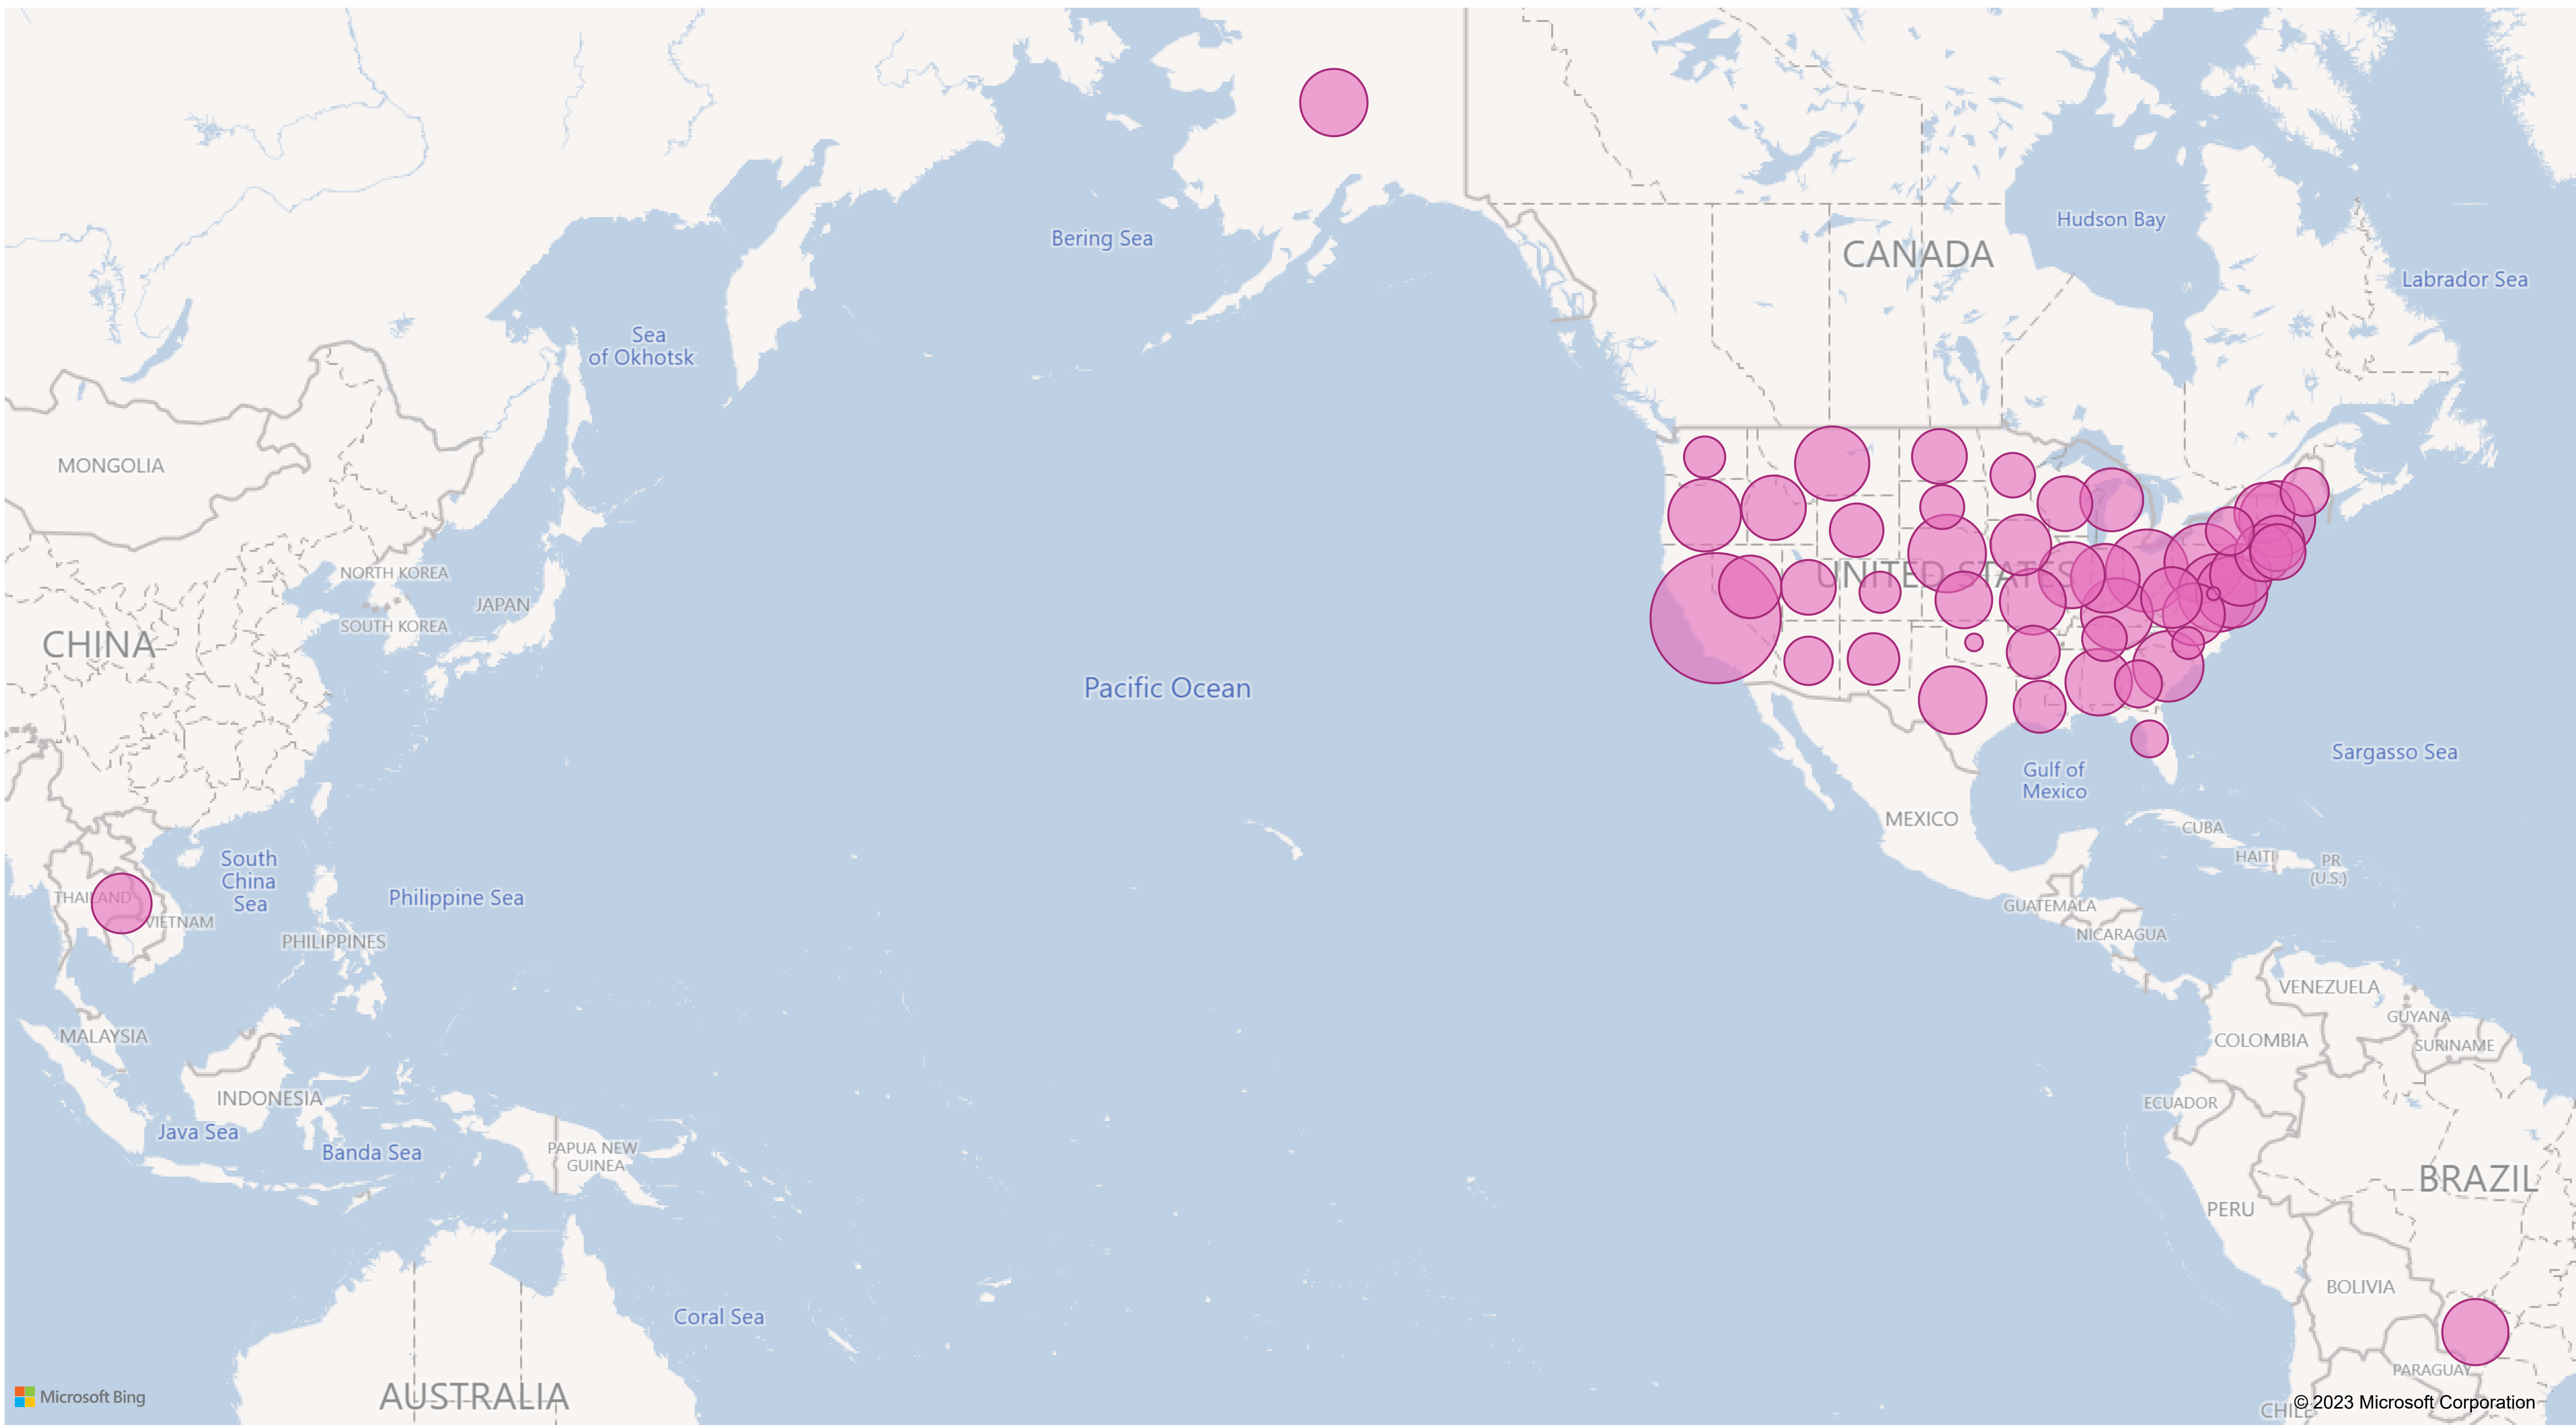 Hudson Bay
Bering Sea
CANADA
Labrador Sea
Sea
of Okhotsk
MONGOLIA
NORTH KOREA
JAPAN
UNITED STATES
SOUTH KOREA
CHINA
Pacific Ocean
Sargasso Sea
Gulf of
Mexico
MEXICO
CUBA
HAITI
PR
(U.S.)
South
China
Sea
THAILAND
Philippine Sea
VIETNAM
GUATEMALA
NICARAGUA
PHILIPPINES
VENEZUELA
GUYANA
MALAYSIA
COLOMBIA
SURINAME
INDONESIA
ECUADOR
Java Sea
Banda Sea
PAPUA NEW
GUINEA
BRAZIL
PERU
BOLIVIA
Coral Sea
PARAGUAY
AUSTRALIA
Microsoft Bing
CHILE
© 2023 Microsoft Corporation